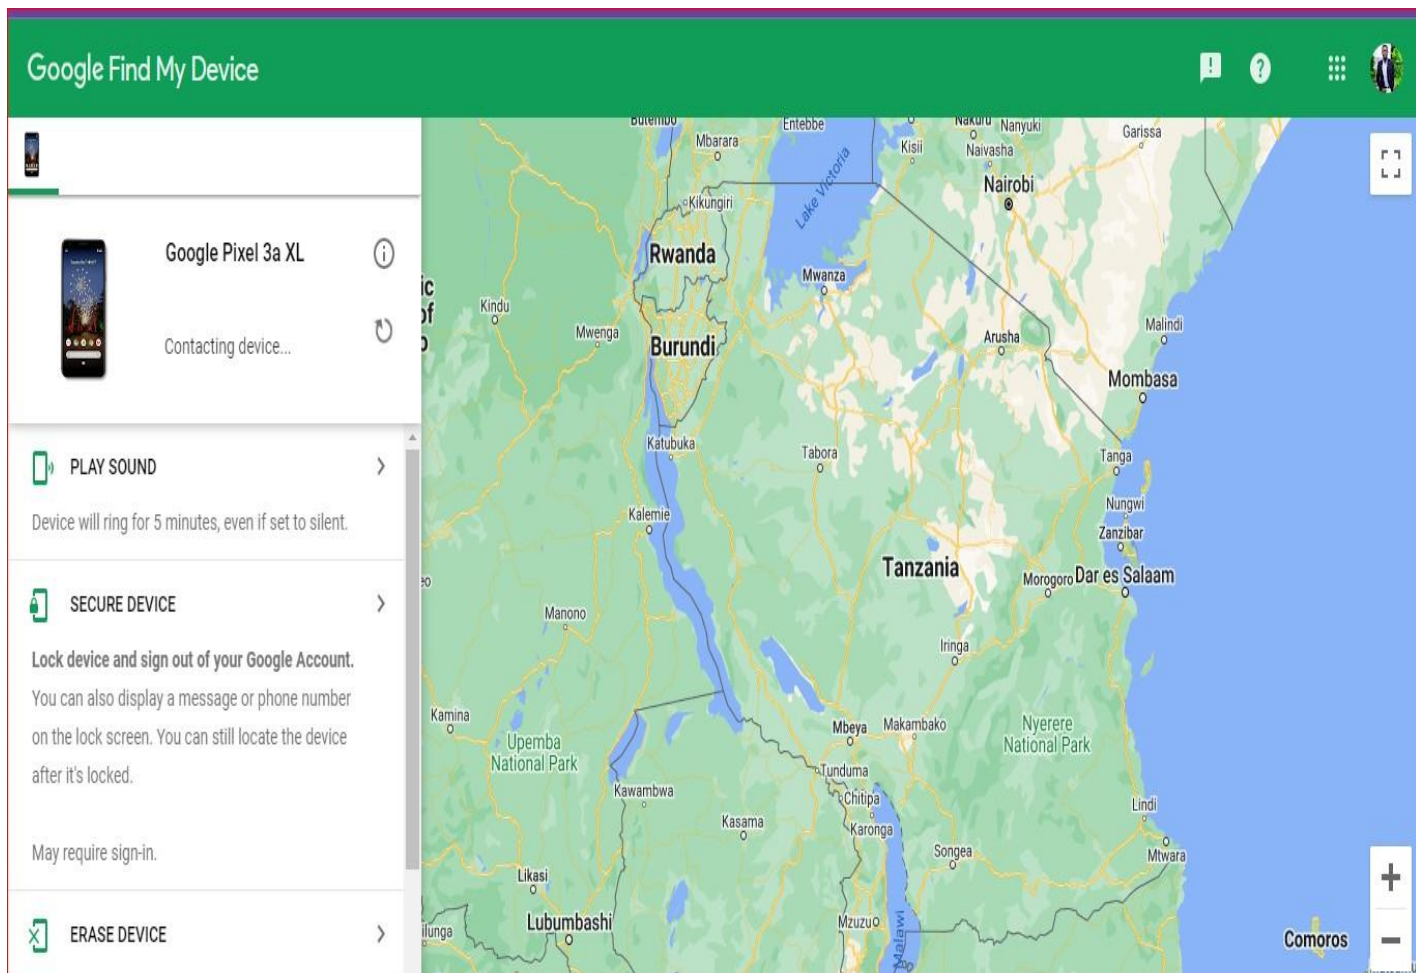 Google Find My Device
Google Pixel 3a XL
Contacting device...
PLAY SOUND
Device will ring for 5 minutes, even if set to silent.
SECURE DEVICE
Lock device and sign out of your Google Account.
You can also display a message or phone number
on the lock screen. You can still locate the device
after it's locked.
May require sign-in.
ERASE DEVICE
Butembo
Mbarara
Entebbe
Kisii
Nakuru
Nanyuki
Naivasha
Garissa
Nairobi
Lake Victoria
Kikungiri
Rwanda
Mwanza
ic
of
Kindu
Mwenga
Burundi
Arusha
Malindi
Mombasa
Katubuka
Tabora
Tanga
Nungwi
Zanzibar
Kalemie
Tanzania
Morogoro
Dar es Salaam
Manono
Iringa
Kamina
Upemba
National Park
Mbeya
Makambako
Nyerere
National Park
Tunduma
Kawambwa
Chitipa
Kasama
Karonga
Lindi
Songea
Mtwara
Likasi
Lubumbashi
ilunga
Mzuzu
Malawi
Comoros